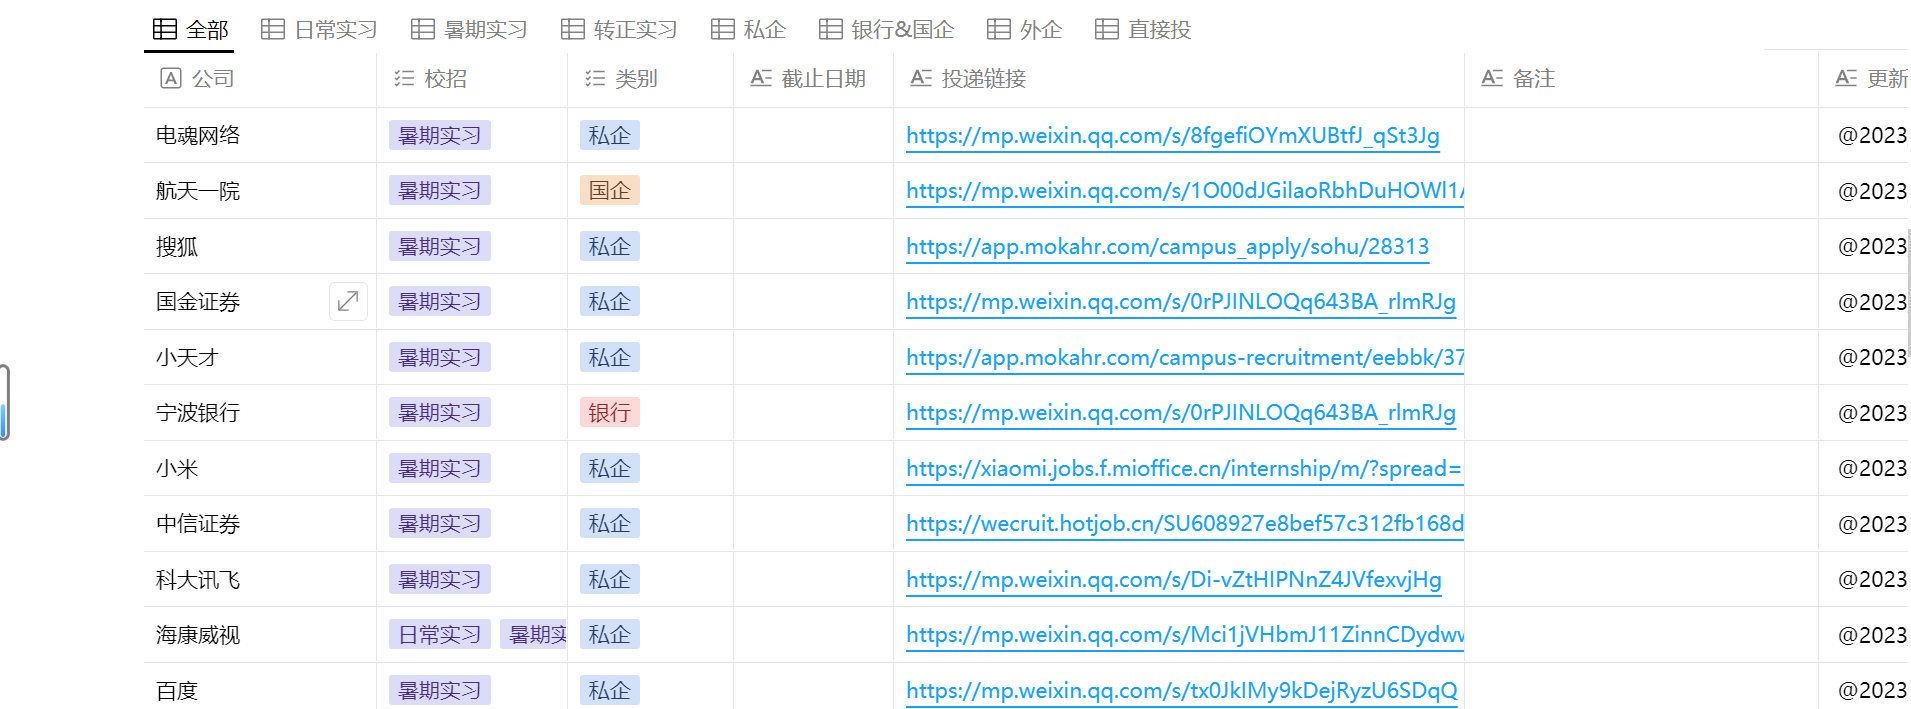 全部 日常实习 暑期实习 转正实习 私企 银行&国企 外企 直接投
公司 校招 类别 截止日期 投递链接 备注 更新
电魂网络 暑期实习 私企 https://mp.weixin.qq.com/s/8fgefiOYmXUBtfJ_qSt3Jg @2023
航天一院 暑期实习 国企 https://mp.weixin.qq.com/s/1O00dJGilaoRbhDuHOWl1A @2023
搜狐 暑期实习 私企 https://app.mokahr.com/campus_apply/sohu/28313 @2023
国金证券 暑期实习 私企 https://mp.weixin.qq.com/s/0rPJINLOQq643BA_rlmRJg @2023
小天才 暑期实习 私企 https://app.mokahr.com/campus-recruitment/eebbk/37 @2023
宁波银行 暑期实习 银行 https://mp.weixin.qq.com/s/0rPJINLOQq643BA_rlmRJg @2023
小米 暑期实习 私企 https://xiaomi.jobs.f.mioffice.cn/internship/m/?spread= @2023
中信证券 暑期实习 私企 https://wecruit.hotjob.cn/SU608927e8bef57c312fb168d @2023
科大讯飞 暑期实习 私企 https://mp.weixin.qq.com/s/Di-vZtHIPNnZ4JVfexvjHg @2023
海康威视 日常实习 暑期实 私企 https://mp.weixin.qq.com/s/Mci1jVHbmJ11ZinnCDydw @2023
百度 暑期实习 私企 https://mp.weixin.qq.com/s/tx0JkIMy9kDejRyzU6SDqQ @2023